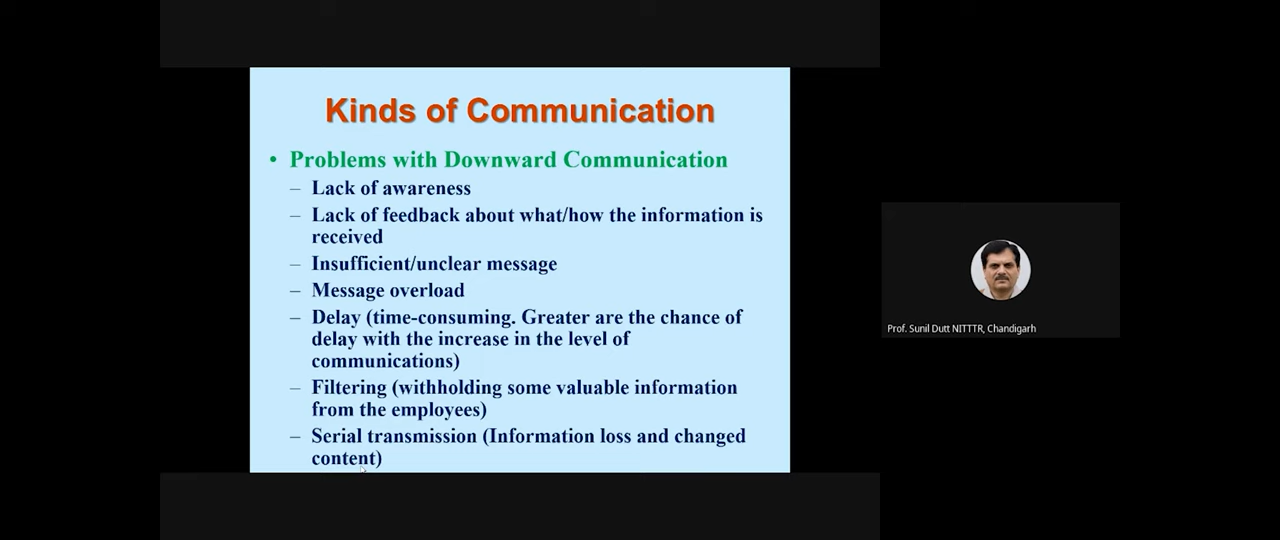 Kinds of Communication
• Problems with Downward Communication
– Lack of awareness
– Lack of feedback about what/how the information is
received
– Insufficient/unclear message
– Message overload
– Delay (time-consuming. Greater are the chance of
delay with the increase in the level of
communications)
– Filtering (withholding some valuable information
from the employees)
– Serial transmission (Information loss and changed
content)
Prof. Sunil Dutt NITTTR, Chandigarh